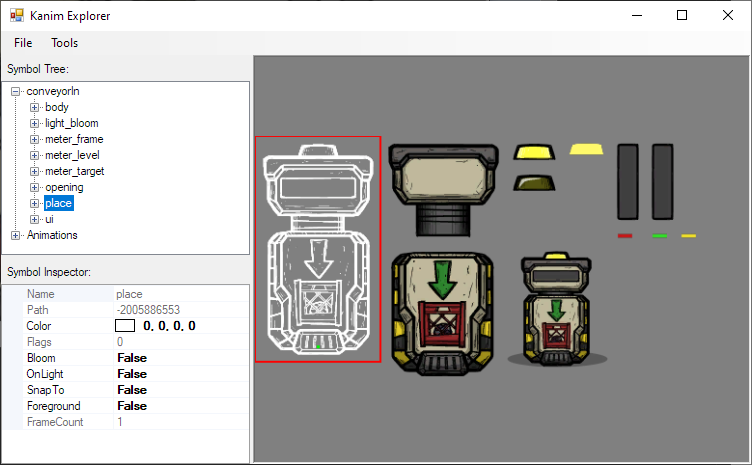 Kanim Explorer
File Tools
Symbol Tree:
conveyorIn
body
light_bloom
meter_frame
meter_level
meter_target
opening
place
ui
Animations
Symbol Inspector:
Name place
Path -2005886553
Color 0, 0, 0, 0
Flags 0
Bloom False
OnLight False
SnapTo False
Foreground False
FrameCount 1